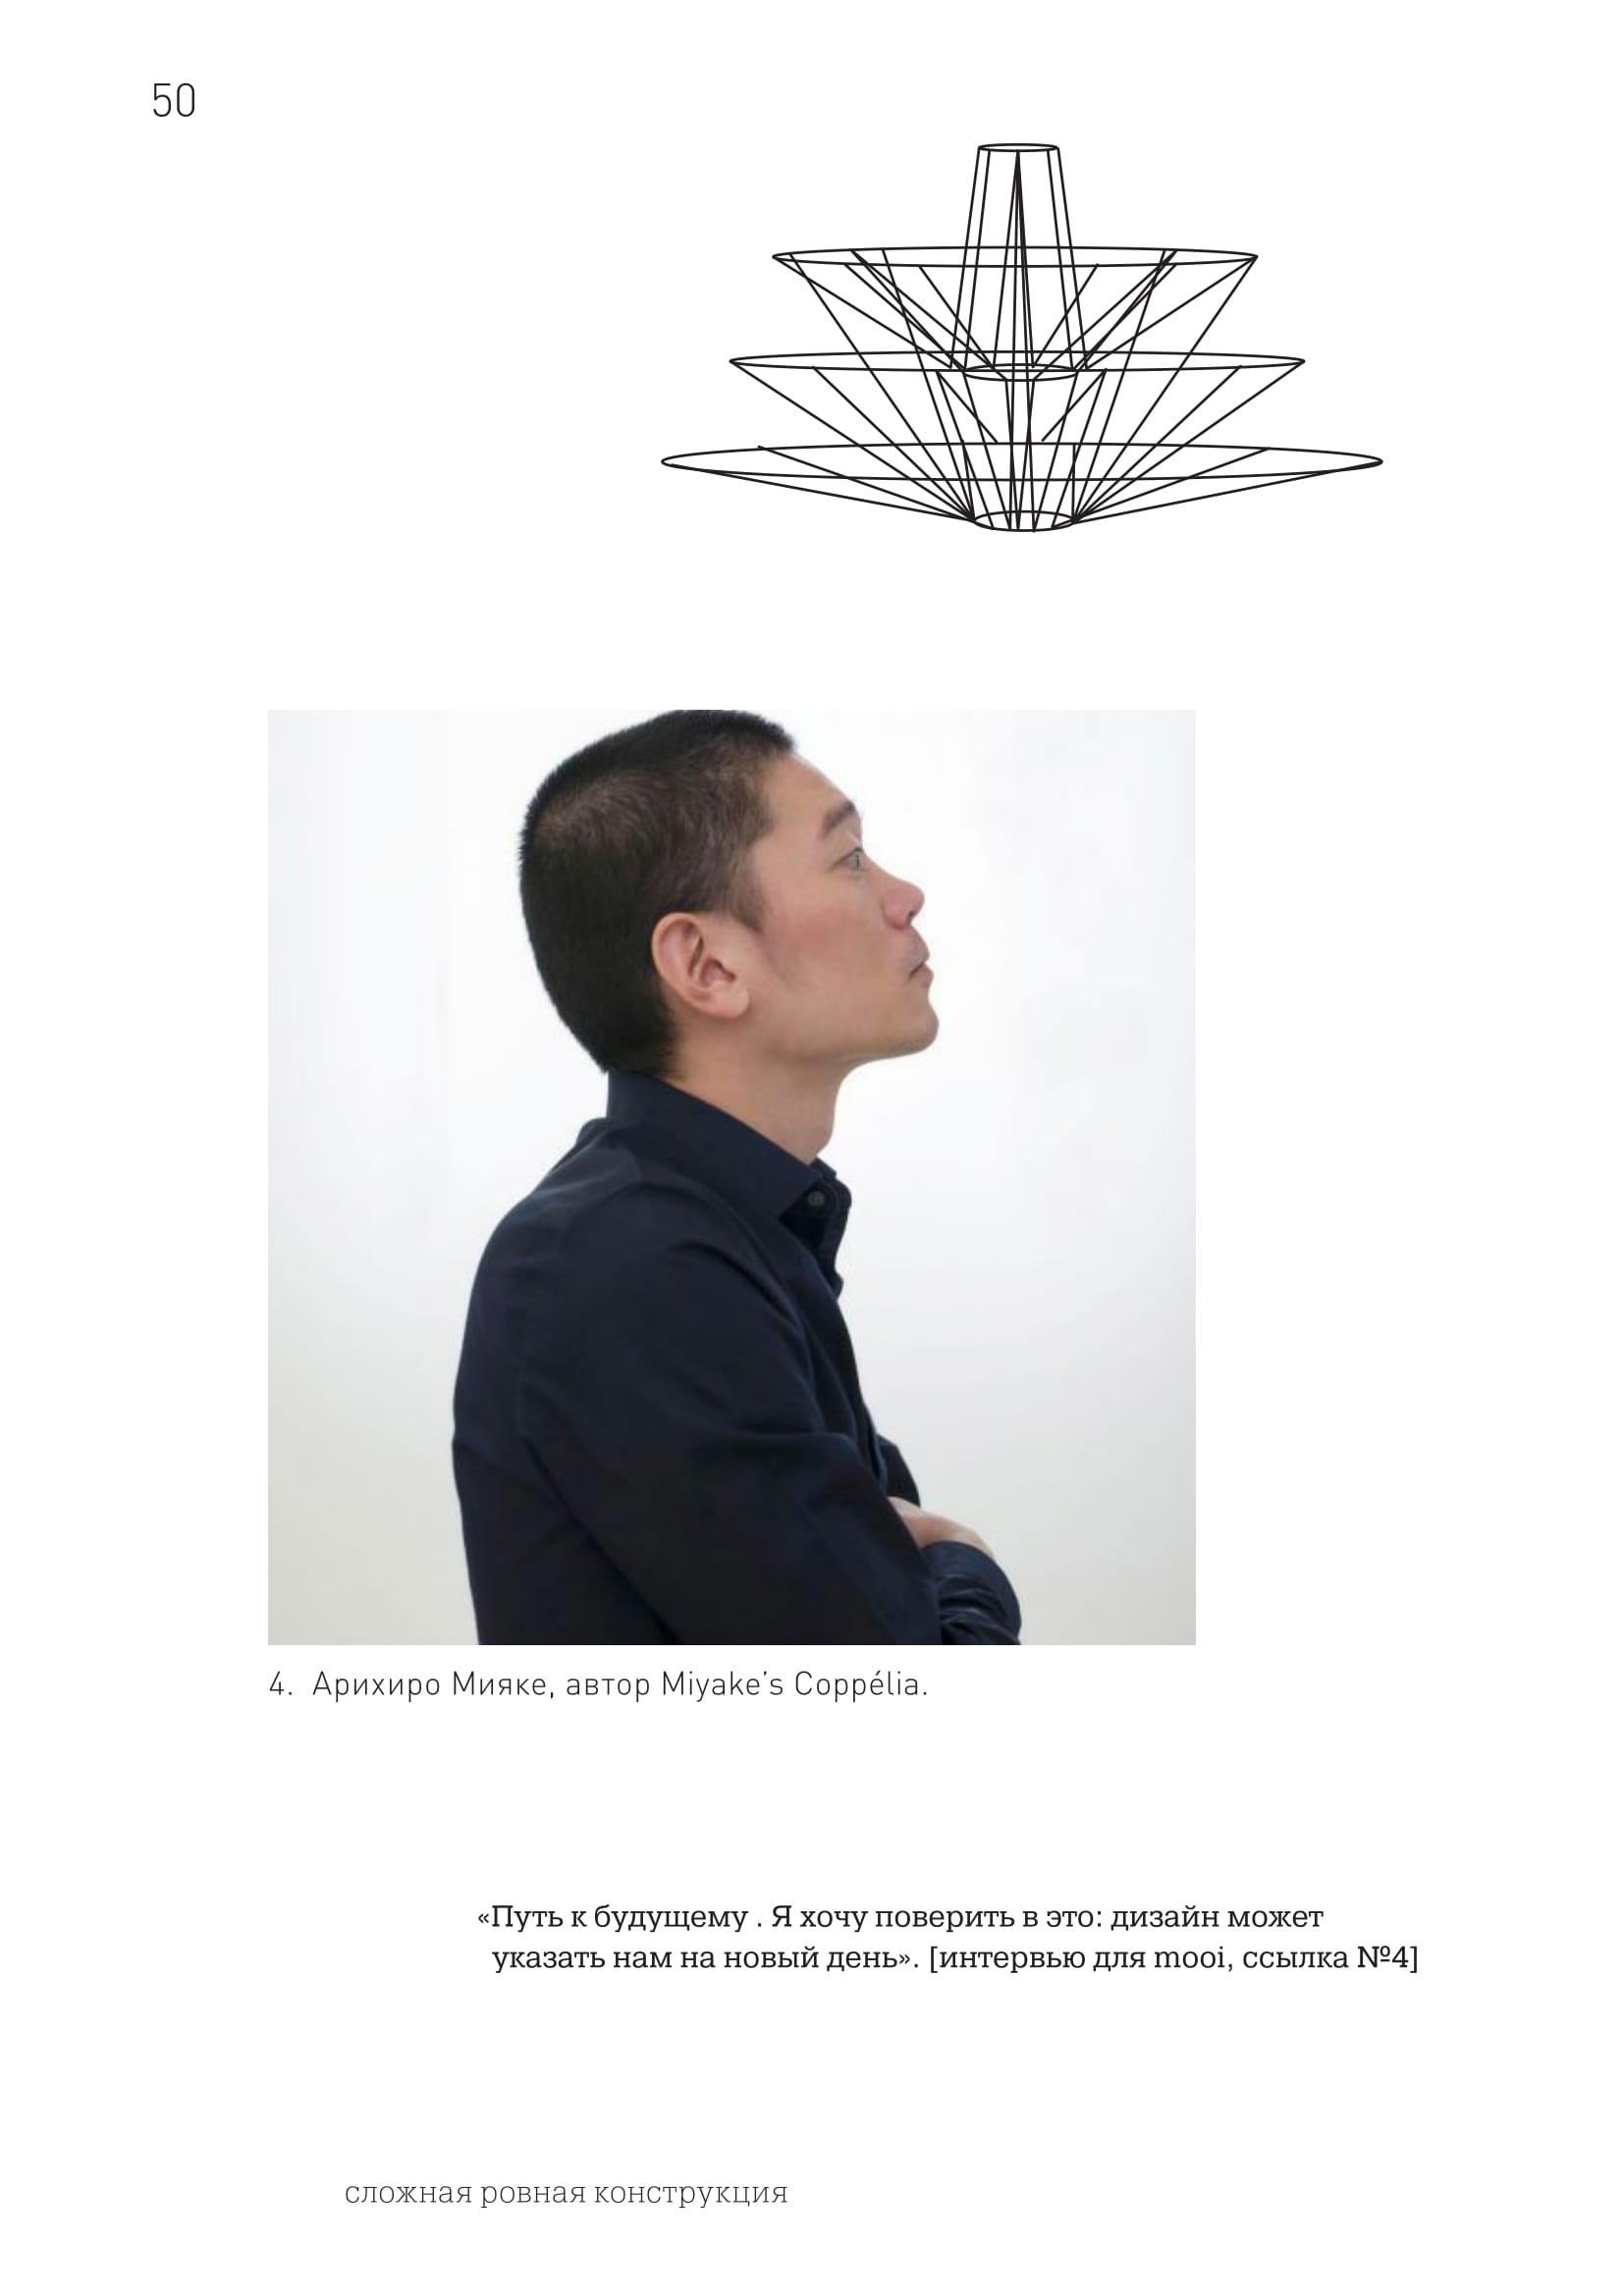 50
4. Арихиро Мияке, автор Miyake’s Coppélia.
«Путь к будущему . Я хочу поверить в это: дизайн может
указать нам на новый день». [интервью для mooi, ссылка №4]
сложная ровная конструкция